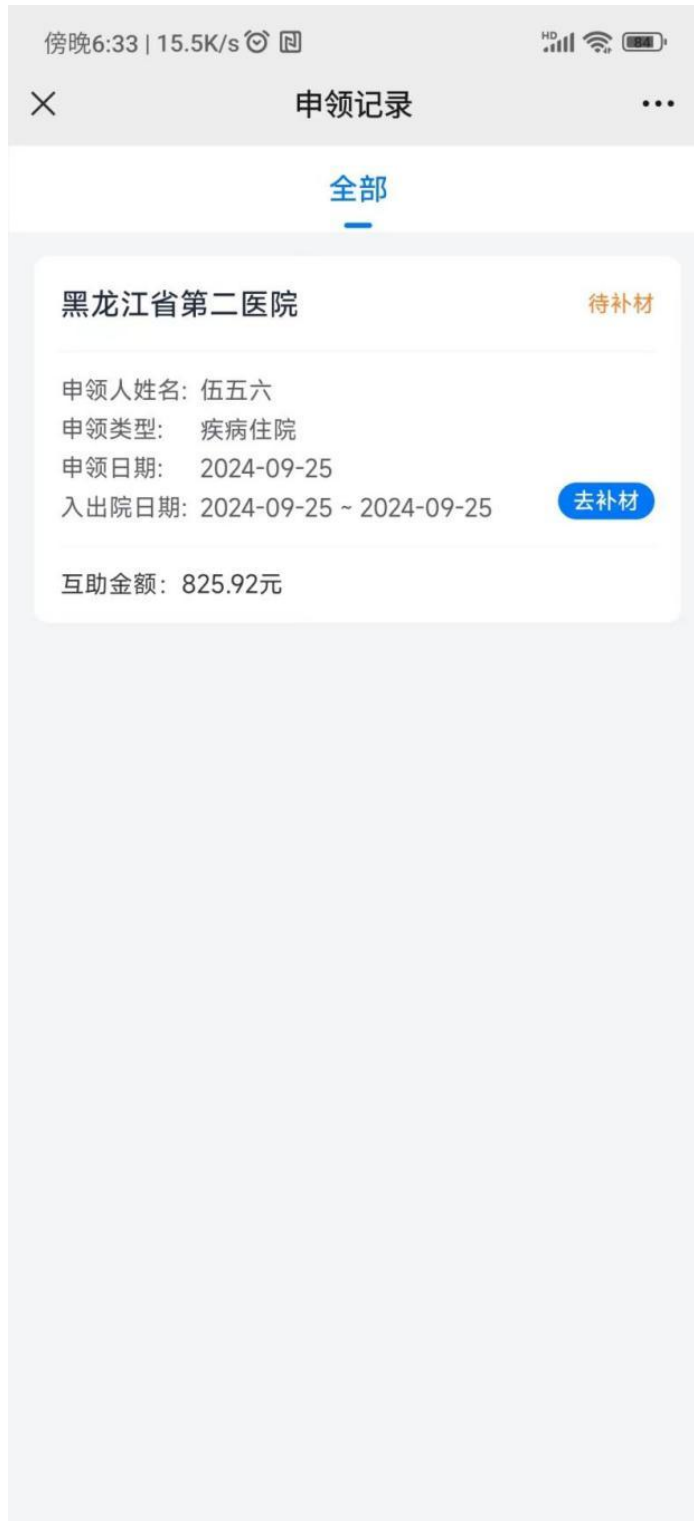 傍晚6:33 | 15.5K/s
HD
84
申领记录
全部
黑龙江省第二医院
待补材
申领人姓名: 伍五六
申领类型: 疾病住院
申领日期: 2024-09-25
入出院日期: 2024-09-25 ~ 2024-09-25
去补材
互助金额: 825.92元